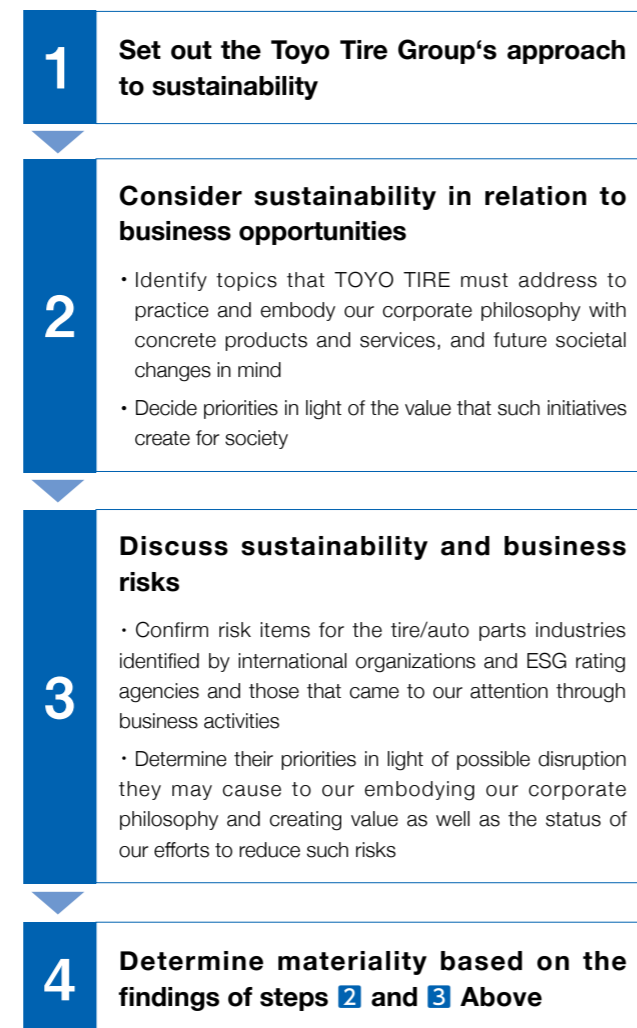 1
Set out the Toyo Tire Group‘s approach
to sustainability
2
Consider sustainability in relation to
business opportunities
・Identify topics that TOYO TIRE must address to
practice and embody our corporate philosophy with
concrete products and services, and future societal
changes in mind
・Decide priorities in light of the value that such initiatives
create for society
3
Discuss sustainability and business
risks
・Confirm risk items for the tire/auto parts industries
identified by international organizations and ESG rating
agencies and those that came to our attention through
business activities
・Determine their priorities in light of possible disruption
they may cause to our embodying our corporate
philosophy and creating value as well as the status of
our efforts to reduce such risks
4
Determine materiality based on the
findings of steps 2 and 3 Above